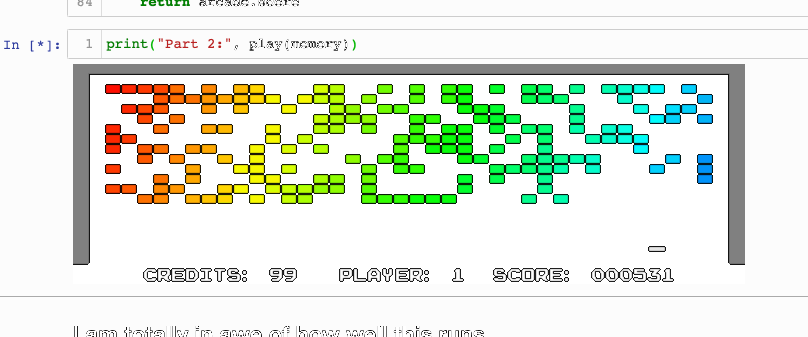 84 return arcade.score
In [*]: 1 print("Part 2:", play(memory))
CREDITS: 99 PLAYER: 1 SCORE: 000531
I am totally in awe of how well this runs